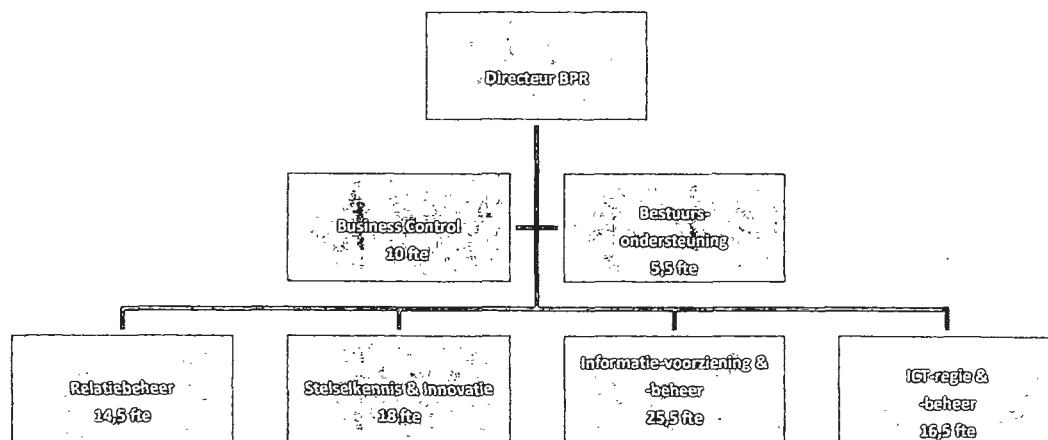 Directeur BPR
Business Control
10 fte
Bestuurs-
ondersteuning
5,5 fte
Relatiebeheer
14,5 fte
Stelselkennis & Innovatie
18 fte
Informatie-voorziening &
-beheer
25,5 fte
ICT-regie &
-beheer
16,5 fte